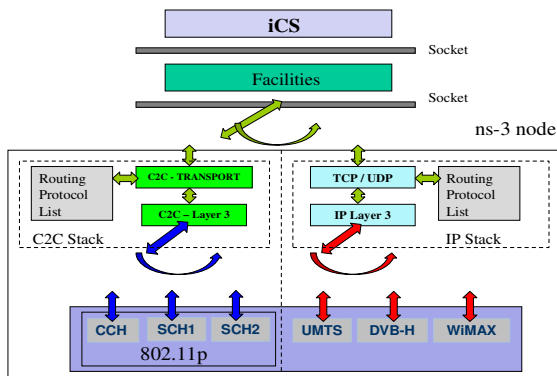 iCS
Socket
Facilities
Socket
ns-3 node
Routing
Protocol
List
C2C - TRANSPORT
C2C – Layer 3
C2C Stack
TCP / UDP
IP Layer 3
Routing
Protocol
List
IP Stack
CCH
SCH1
SCH2
802.11p
UMTS
DVB-H
WiMAX